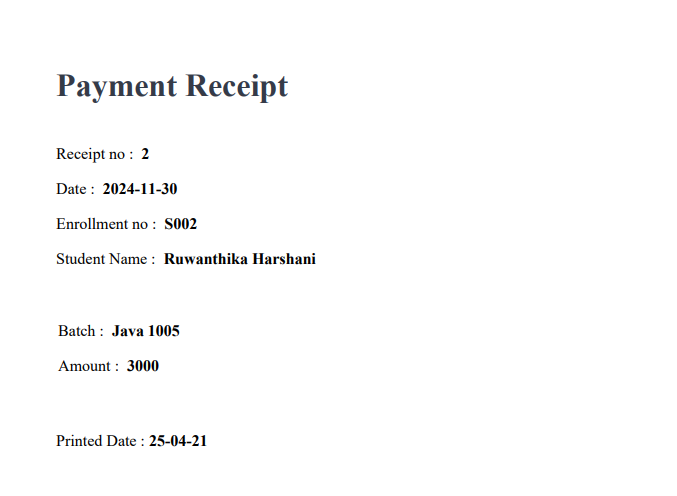 Payment Receipt
Receipt no : 2
Date : 2024-11-30
Enrollment no : S002
Student Name : Ruwanthika Harshani
Batch : Java 1005
Amount : 3000
Printed Date : 25-04-21